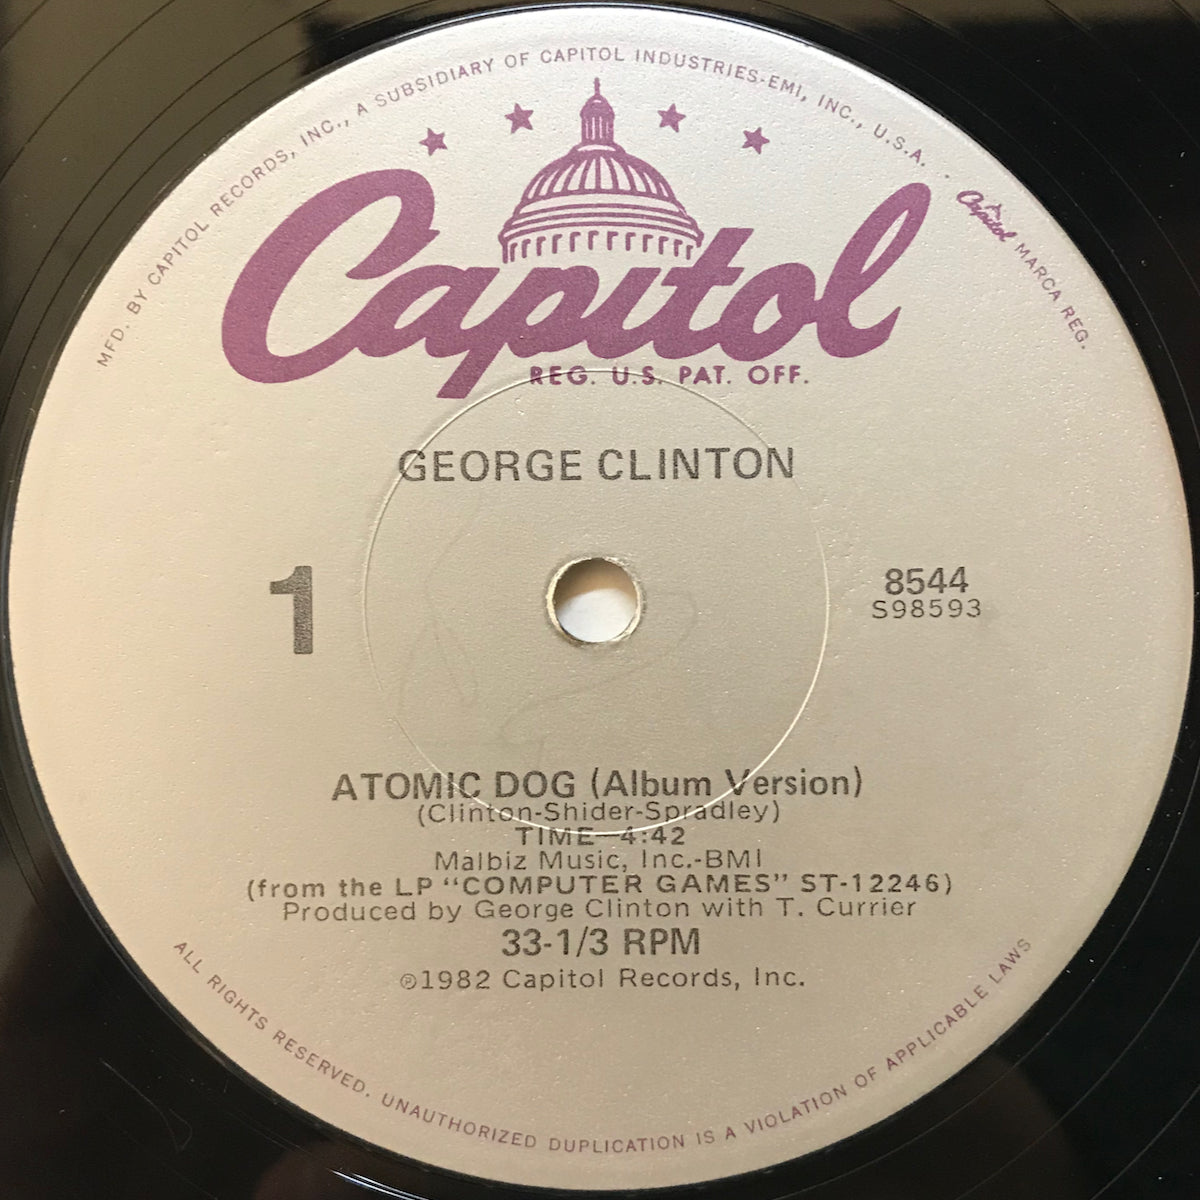 MFD. BY CAPITOL RECORDS, INC., A SUBSIDIARY OF CAPITOL INDUSTRIES-EMI, INC., U.S.A. . Capitol MARCA REG.
Capitol
REG. U.S. PAT. OFF.
GEORGE CLINTON
1
8544
S98593
ATOMIC DOG (Album Version)
(Clinton-Shider-Spradley)
TIME—4:42
Malbiz Music, Inc.-BMI
(from the LP “COMPUTER GAMES” ST-12246)
Produced by George Clinton with T. Currier
33-1/3 RPM
℗1982 Capitol Records, Inc.
ALL RIGHTS RESERVED. UNAUTHORIZED DUPLICATION IS A VIOLATION OF APPLICABLE LAWS